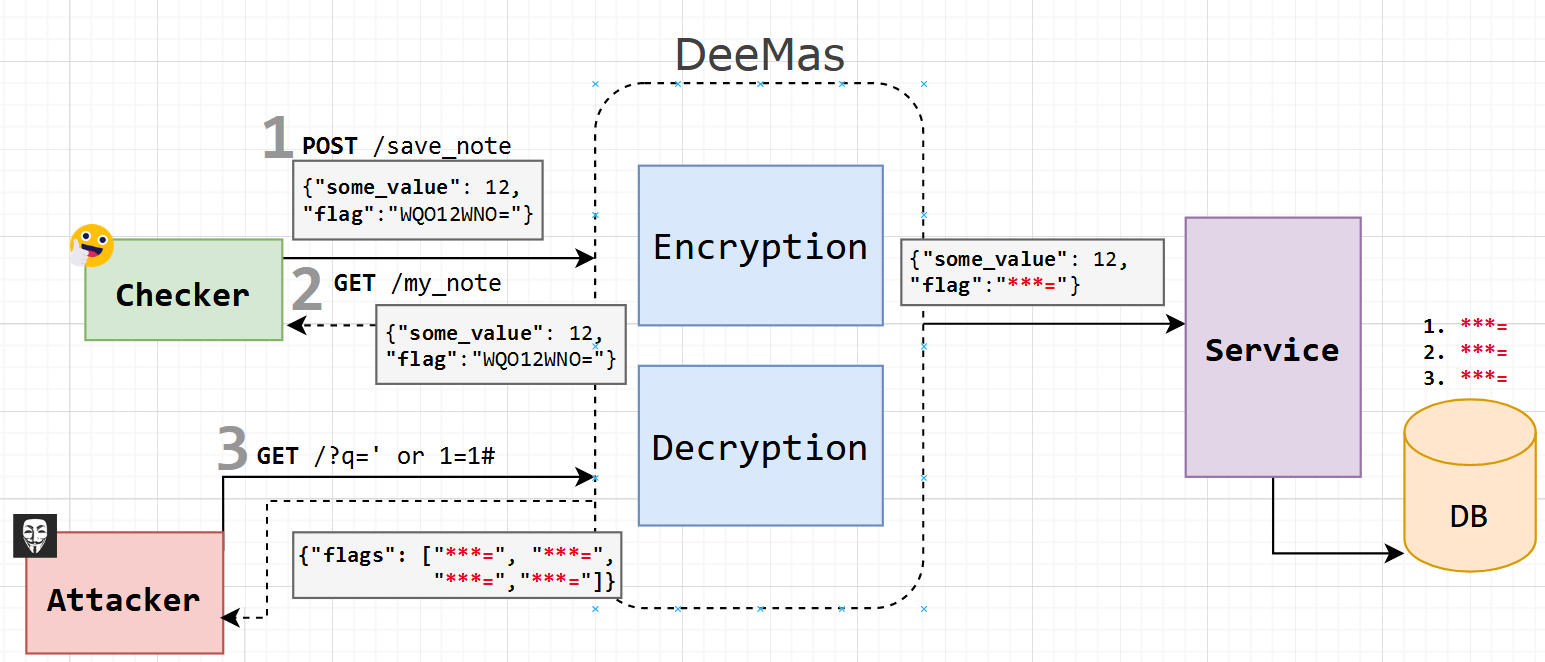 DeeMas
1 POST /save_note
{"some_value": 12,
"flag":"WQO12WNO="}
Checker
2 GET /my_note
{"some_value": 12,
"flag":"WQO12WNO="}
Encryption
{"some_value": 12,
"flag":"***="}
Service
1. ***=
2. ***=
3. ***=
DB
Decryption
3 GET /?q=' or 1=1#
{"flags": ["***=", "***=",
"***=","***="]}
Attacker